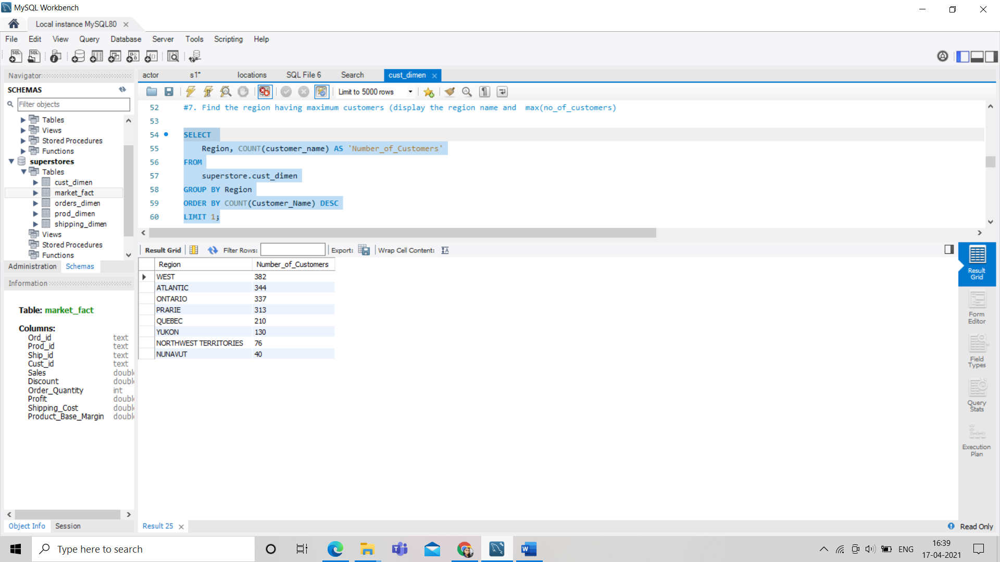 MySQL Workbench
Local instance MySQL80
File Edit View Query Database Server Tools Scripting Help
Navigator
SCHEMAS
Filter objects
Tables
Views
Stored Procedures
Functions
superstores
Tables
cust_dimen
market_fact
orders_dimen
prod_dimen
shipping_dimen
Views
Stored Procedures
Functions
Administration Schemas
Information
Table: market_fact
Columns:
Ord_id text
Prod_id text
Ship_id text
Cust_id text
Sales double
Discount double
Order_Quantity int
Profit double
Shipping_Cost double
Product_Base_Margin double
Object Info Session
actor s1* locations SQL File 6 Search cust_dimen
Limit to 5000 rows
52 #7. Find the region having maximum customers (display the region name and  max(no_of_customers)
53
54 SELECT
55 Region, COUNT(customer_name) AS 'Number_of_Customers'
56 FROM
57 superstore.cust_dimen
58 GROUP BY Region
59 ORDER BY COUNT(Customer_Name) DESC
60 LIMIT 1;
Result Grid Filter Rows: Export: Wrap Cell Content:
Region Number_of_Customers
WEST 382
ATLANTIC 344
ONTARIO 337
PRARIE 313
QUEBEC 210
YUKON 130
NORTHWEST TERRITORIES 76
NUNAVUT 40
Result
Grid
Form
Editor
Field
Types
Query
Stats
Execution
Plan
Result 25
Read Only
Type here to search
ENG
16:39
17-04-2021